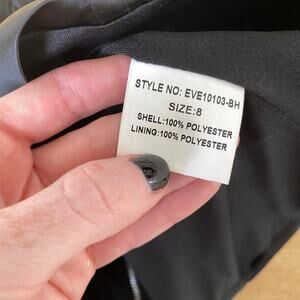 STYLE NO: EVE10103-BH
SIZE:8
SHELL:100% POLYESTER
LINING:100% POLYESTER